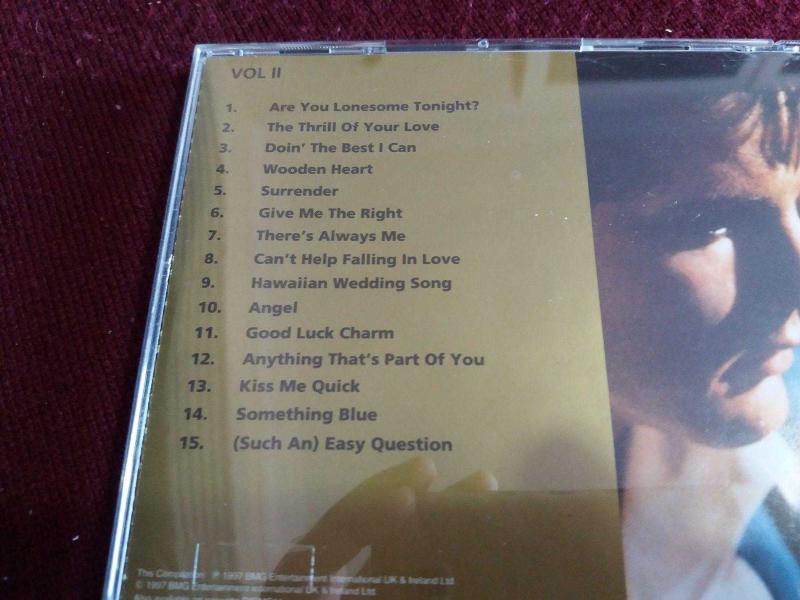 VOL II
1. Are You Lonesome Tonight?
2. The Thrill Of Your Love
3. Doin' The Best I Can
4. Wooden Heart
5. Surrender
6. Give Me The Right
7. There's Always Me
8. Can't Help Falling In Love
9. Hawaiian Wedding Song
10. Angel
11. Good Luck Charm
12. Anything That's Part Of You
13. Kiss Me Quick
14. Something Blue
15. (Such An) Easy Question
This Compilation ℗ 1997 BMG Entertainment International UK & Ireland Ltd
© 1997 BMG Entertainment International UK & Ireland Ltd